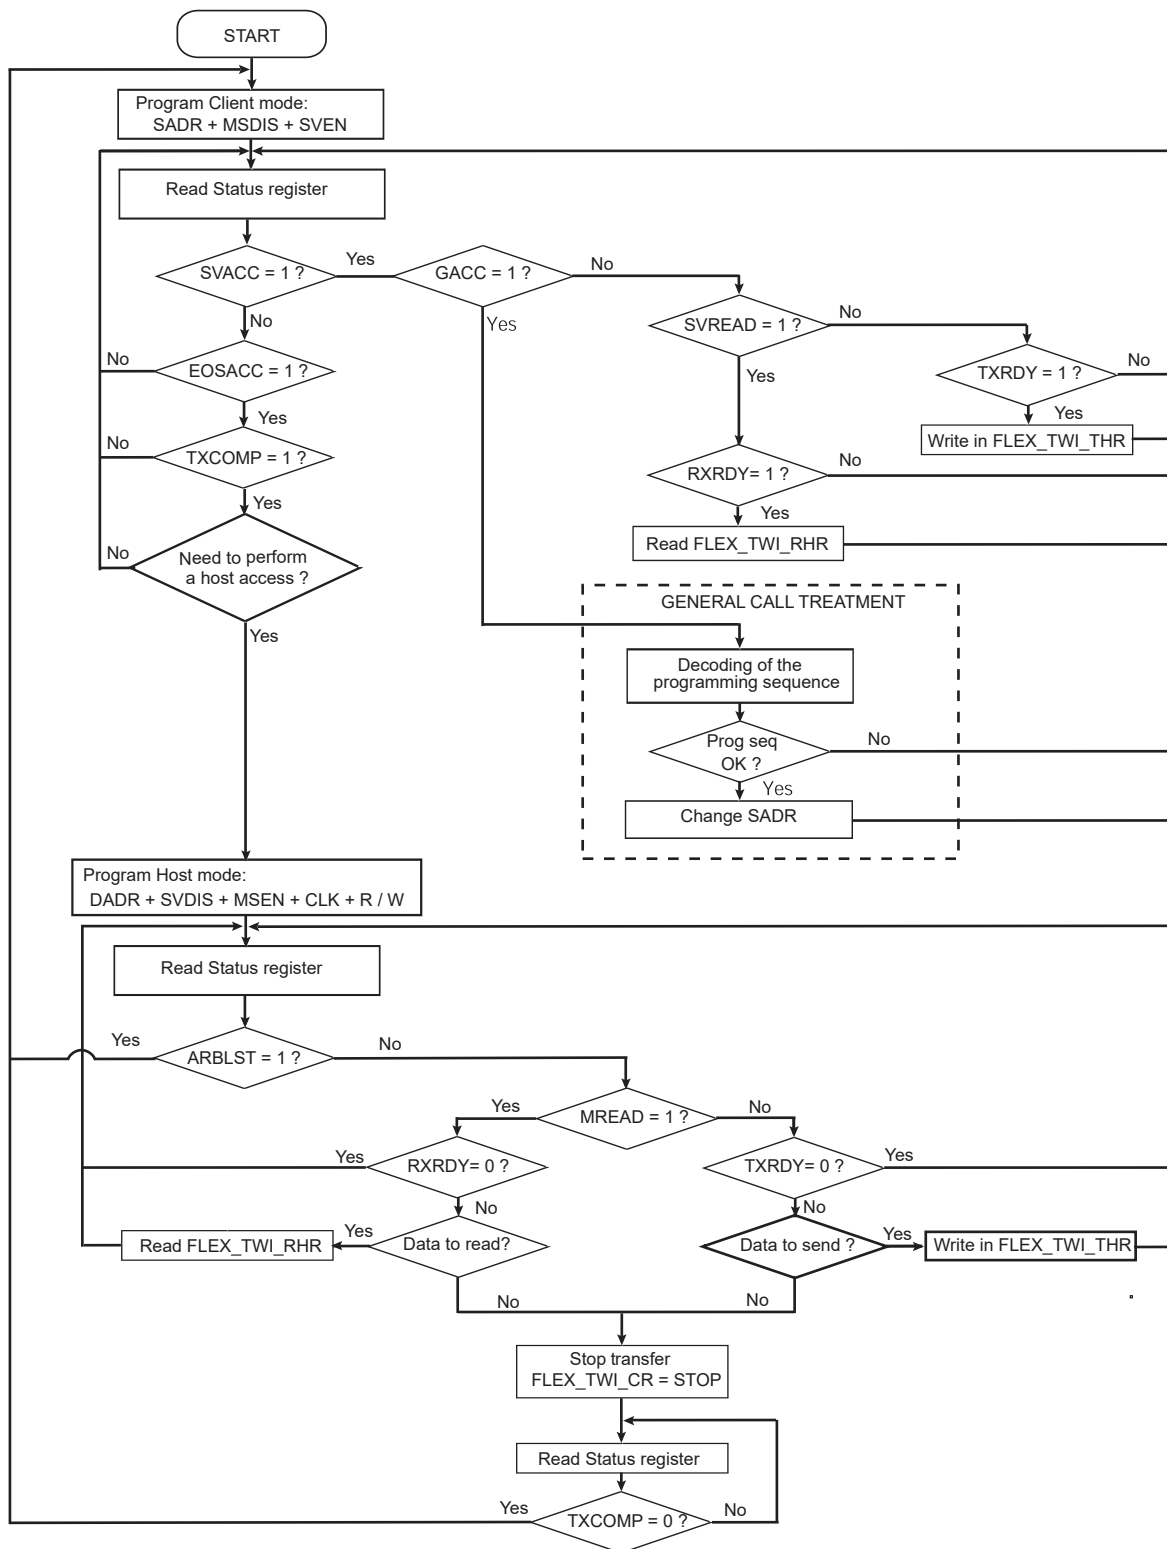 START
Program Client mode:
SADR + MSDIS + SVEN
Read Status register
SVACC = 1 ?
Yes
GACC = 1 ?
No
No
Yes
SVREAD = 1 ?
No
Yes
TXRDY = 1 ?
No
Yes
Write in FLEX_TWI_THR
No
EOSACC = 1 ?
Yes
No
TXCOMP = 1 ?
Yes
RXRDY= 1 ?
No
Yes
Read FLEX_TWI_RHR
No
Need to perform
a host access ?
Yes
GENERAL CALL TREATMENT
Decoding of the
programming sequence
Prog seq
OK ?
No
Yes
Change SADR
Program Host mode:
DADR + SVDIS + MSEN + CLK + R / W
Read Status register
Yes
ARBLST = 1 ?
No
Yes
MREAD = 1 ?
No
Yes
RXRDY= 0 ?
No
TXRDY= 0 ?
Yes
No
Read FLEX_TWI_RHR
Yes
Data to read?
No
Data to send ?
Yes
Write in FLEX_TWI_THR
No
Stop transfer
FLEX_TWI_CR = STOP
Read Status register
Yes
TXCOMP = 0 ?
No